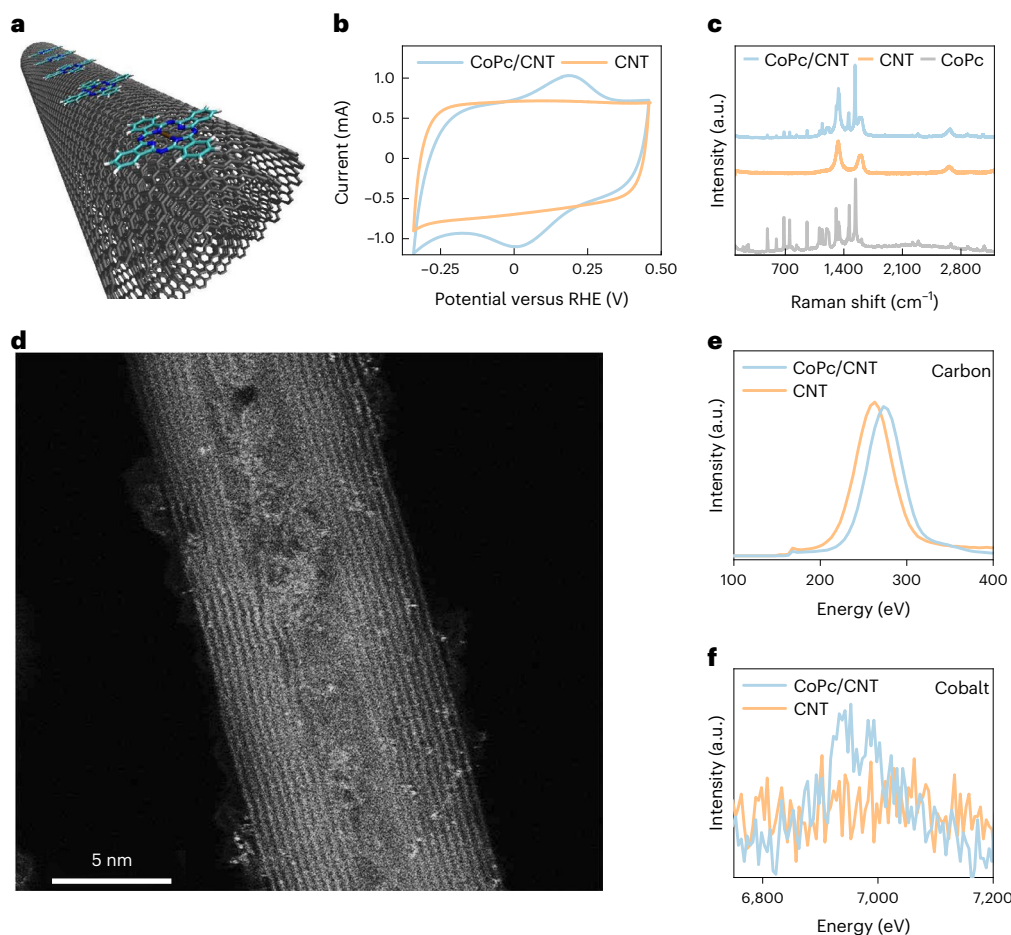 a
b
CoPc/CNT CNT
1.0
0.5
0
–0.5
–1.0
Current (mA)
–0.25 0 0.25 0.50
Potential versus RHE (V)
c
CoPc/CNT CNT CoPc
Intensity (a.u.)
700 1,400 2,100 2,800
Raman shift (cm⁻¹)
d
5 nm
e
CoPc/CNT
CNT
Carbon
Intensity (a.u.)
100 200 300 400
Energy (eV)
f
CoPc/CNT
CNT
Cobalt
Intensity (a.u.)
6,800 7,000 7,200
Energy (eV)